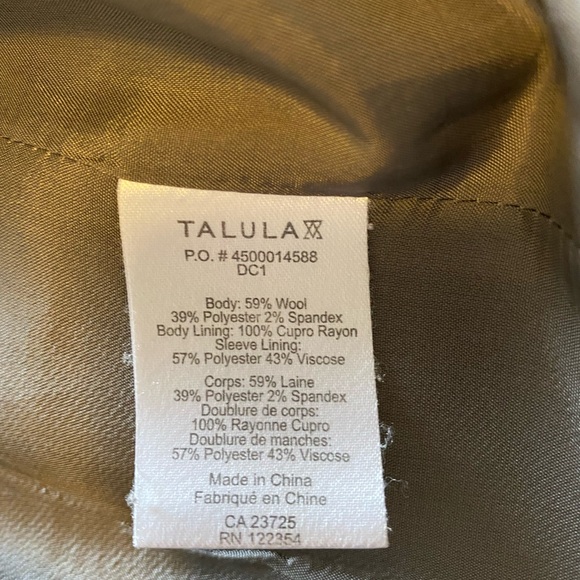 TALULA
P.O. # 4500014588
DC1
Body: 59% Wool
39% Polyester 2% Spandex
Body Lining: 100% Cupro Rayon
Sleeve Lining:
57% Polyester 43% Viscose
Corps: 59% Laine
39% Polyester 2% Spandex
Doublure de corps:
100% Rayonne Cupro
Doublure de manches:
57% Polyester 43% Viscose
Made in China
Fabriqué en Chine
CA 23725
RN 122354